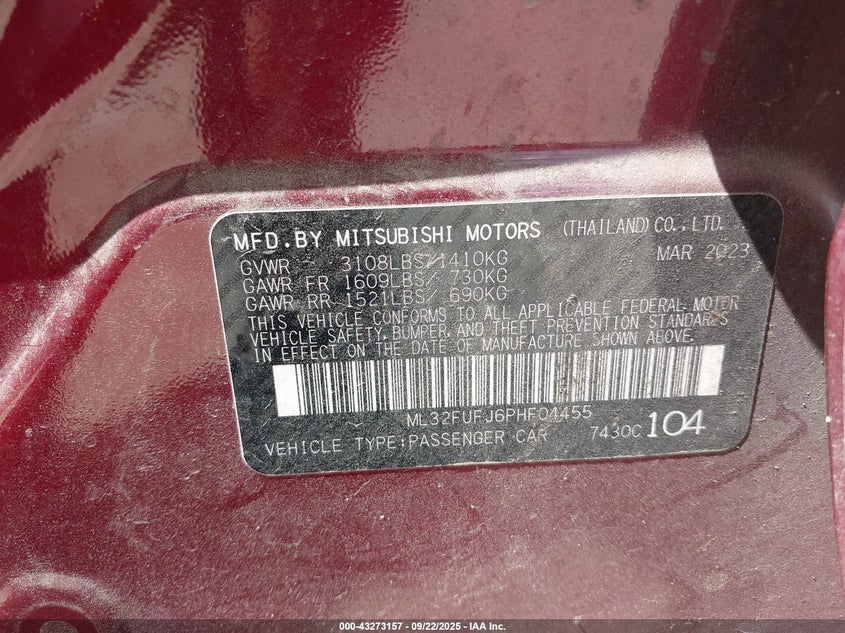 MFD.BY MITSUBISHI MOTORS (THAILAND)CO.,LTD.
GVWR 3108LBS/1410KG MAR 2023
GAWR FR 1609LBS/ 730KG
GAWR RR 1521LBS/ 690KG
THIS VEHICLE CONFORMS TO ALL APPLICABLE FEDERAL MOTOR
VEHICLE SAFETY, BUMPER, AND THEFT PREVENTION STANDARDS
IN EFFECT ON THE DATE OF MANUFACTURE SHOWN ABOVE.
ML32FUFJ6PHF04455
VEHICLE TYPE:PASSENGER CAR 7430C 104
000-43273157 • 09/22/2025 • IAA Inc.